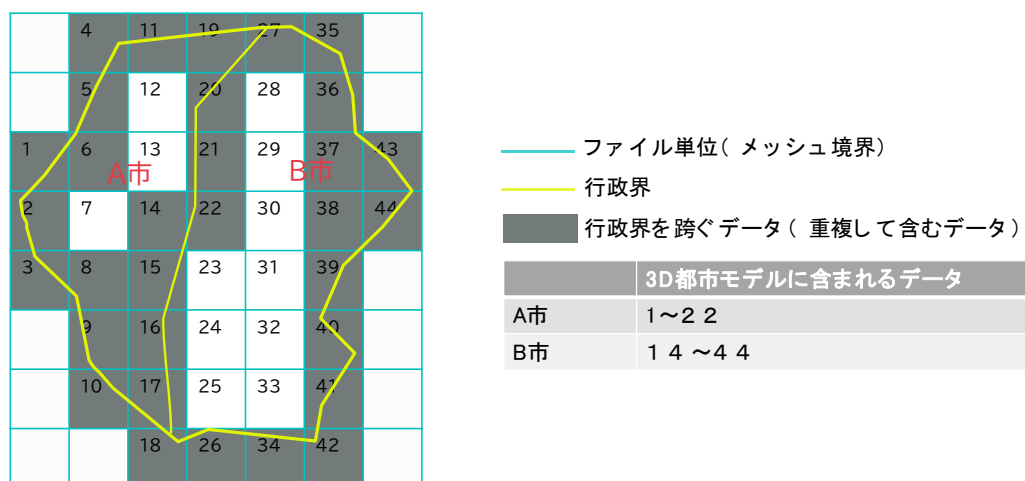 4 11 19 27 35
5 12 20 28 36
1 6 13 21 29 37 43
A市 B市
2 7 14 22 30 38 44
3 8 15 23 31 39
9 16 24 32 40
10 17 25 33 41
18 26 34 42
ファイル単位(メッシュ境界)
行政界
行政界を跨ぐデータ(重複して含むデータ)
3D都市モデルに含まれるデータ
A市 1～22
B市 14～44